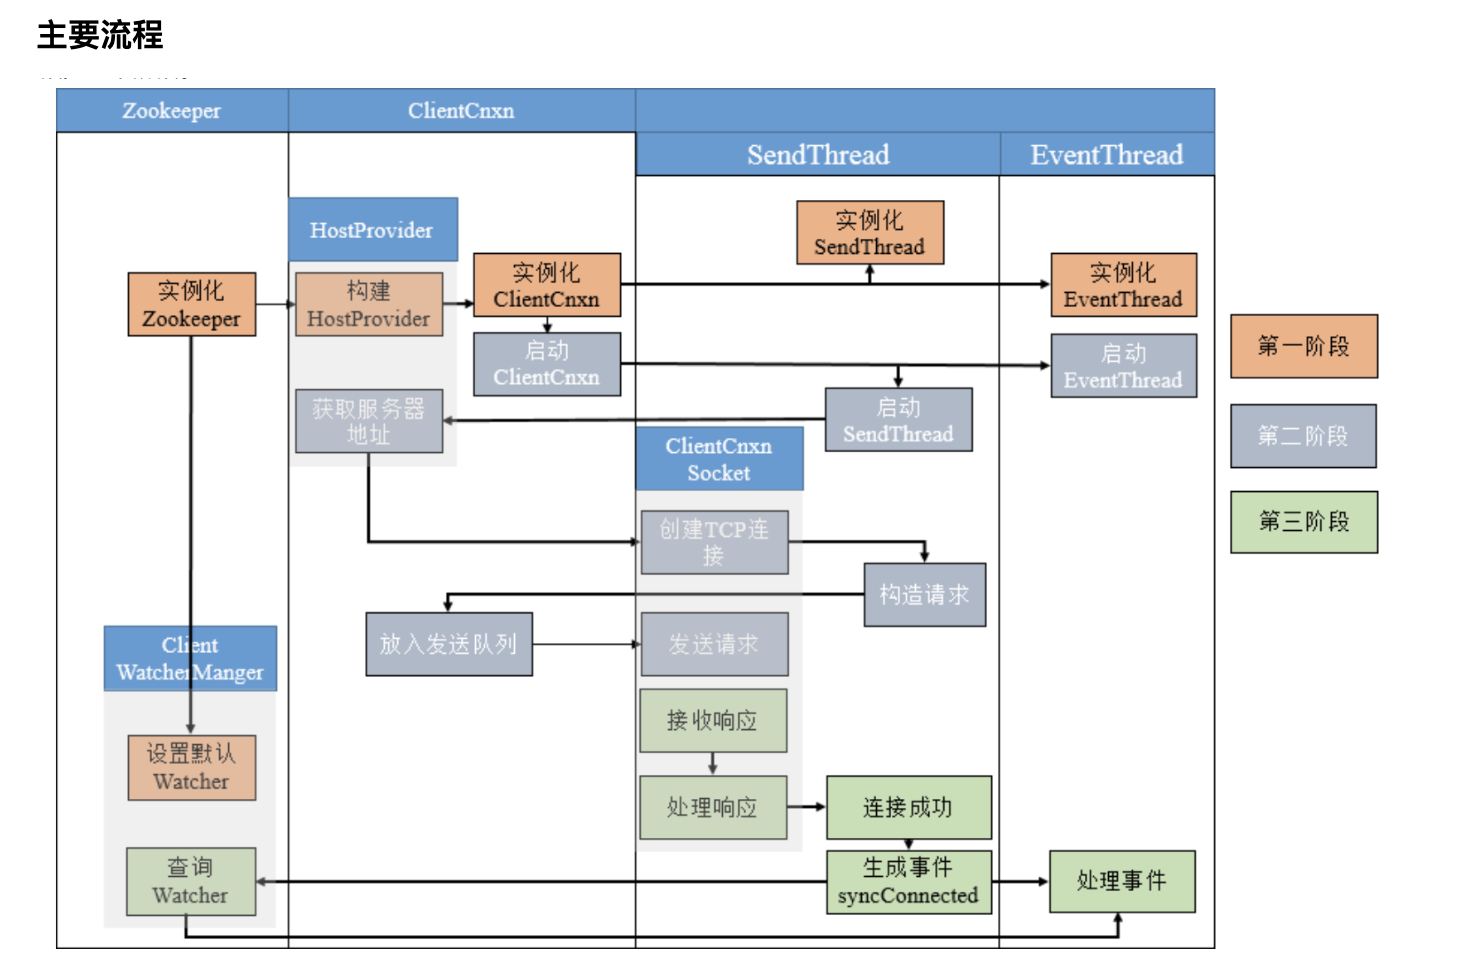 主要流程
Zookeeper
ClientCnxn
SendThread
EventThread
HostProvider
实例化
SendThread
实例化
Zookeeper
构建
HostProvider
实例化
ClientCnxn
实例化
EventThread
启动
ClientCnxn
启动
EventThread
第一阶段
获取服务器
地址
启动
SendThread
第二阶段
ClientCnxn
Socket
第三阶段
创建TCP连
接
构造请求
放入发送队列
发送请求
Client
WatcherManger
接收响应
设置默认
Watcher
处理响应
连接成功
查询
Watcher
生成事件
syncConnected
处理事件